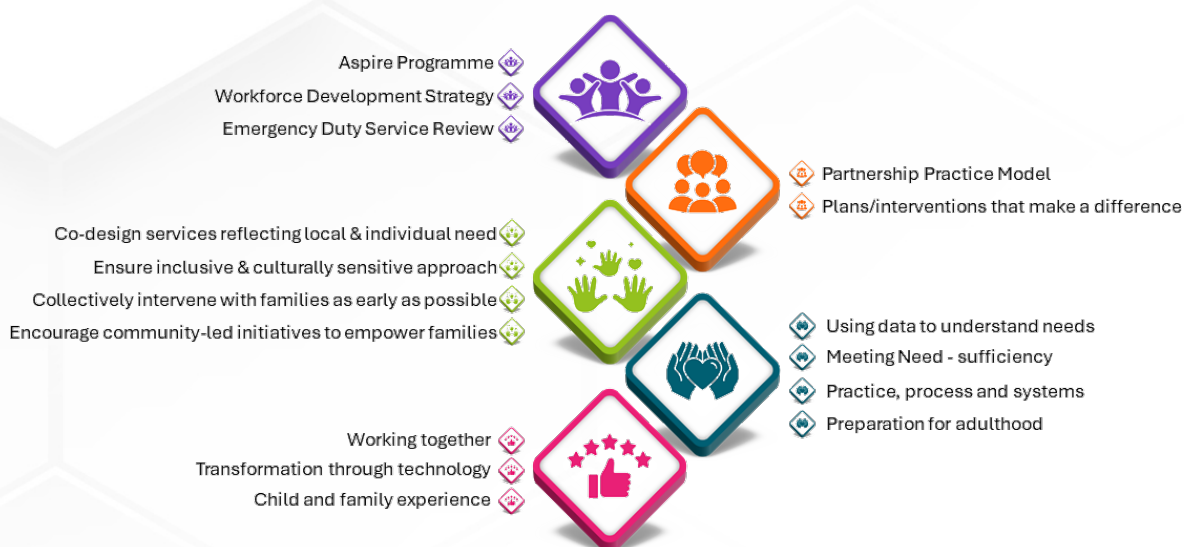 Aspire Programme
Workforce Development Strategy
Emergency Duty Service Review
Partnership Practice Model
Plans/interventions that make a difference
Co-design services reflecting local & individual need
Ensure inclusive & culturally sensitive approach
Collectively intervene with families as early as possible
Encourage community-led initiatives to empower families
Using data to understand needs
Meeting Need - sufficiency
Practice, process and systems
Preparation for adulthood
Working together
Transformation through technology
Child and family experience